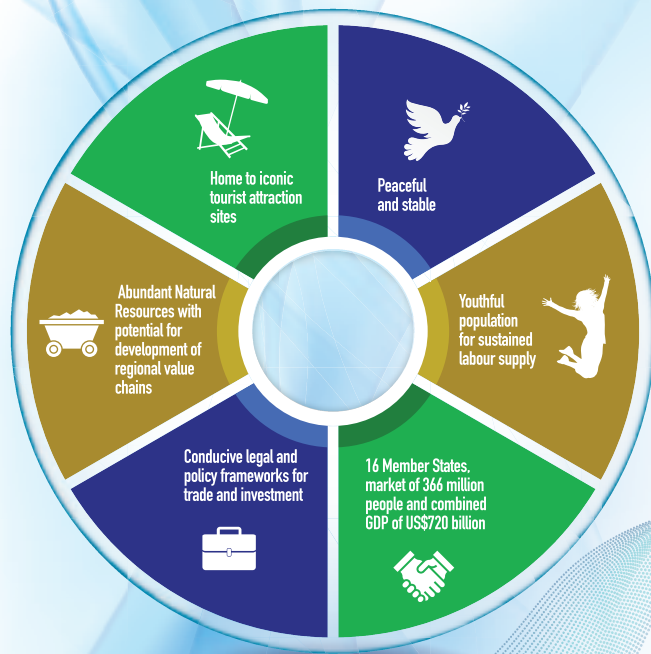 Home to iconic
tourist attraction
sites
Peaceful
and stable
Abundant Natural
Resources with
potential for
development of
regional value
chains
Youthful
population
for sustained
labour supply
Conducive legal and
policy frameworks for
trade and investment
16 Member States,
market of 366 million
people and combined
GDP of US$720 billion